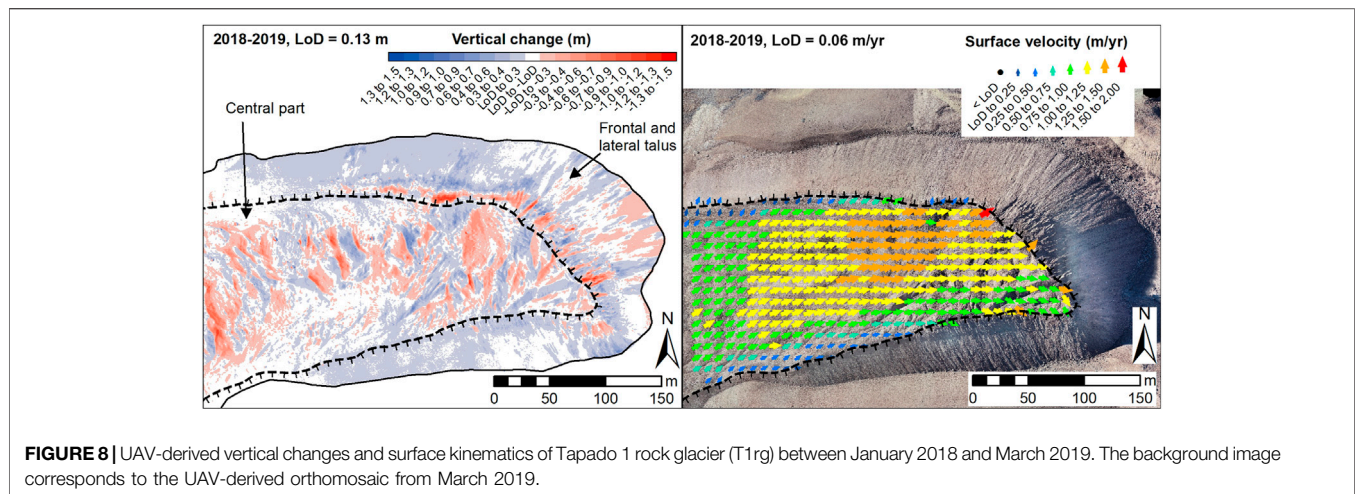 2018-2019, LoD = 0.13 m
Vertical change (m)
1.3 to 1.5
1.2 to 1.3
1.0 to 1.2
0.9 to 1.0
0.7 to 0.9
0.6 to 0.7
0.4 to 0.6
0.3 to 0.4
LoD to 0.3
LoD to -LoD
-LoD to -0.3
-0.3 to -0.4
-0.4 to -0.6
-0.6 to -0.7
-0.7 to -0.9
-0.9 to -1.0
-1.0 to -1.2
-1.2 to -1.3
-1.3 to -1.5
Central part
Frontal and
lateral talus
N
0 50 100 150 m
2018-2019, LoD = 0.06 m/yr
Surface velocity (m/yr)
<LoD
LoD to 0.25
0.25 to 0.50
0.50 to 0.75
0.75 to 1.00
1.00 to 1.25
1.25 to 1.50
1.50 to 2.00
N
0 50 100 150 m
FIGURE 8 | UAV-derived vertical changes and surface kinematics of Tapado 1 rock glacier (T1rg) between January 2018 and March 2019. The background image
corresponds to the UAV-derived orthomosaic from March 2019.